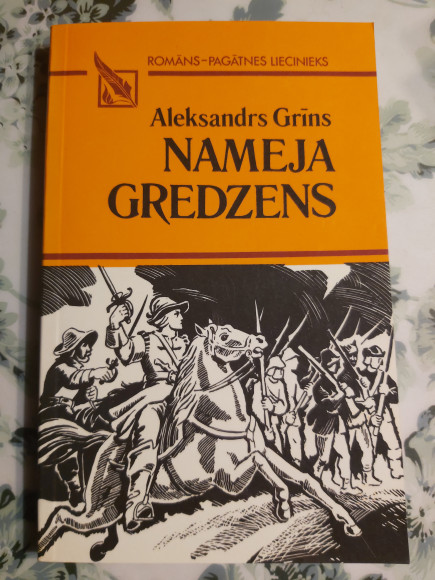 ROMĀNS-PAGĀTNES LIECINIEKS
Aleksandrs Grīns
NAMEJA
GREDZENS